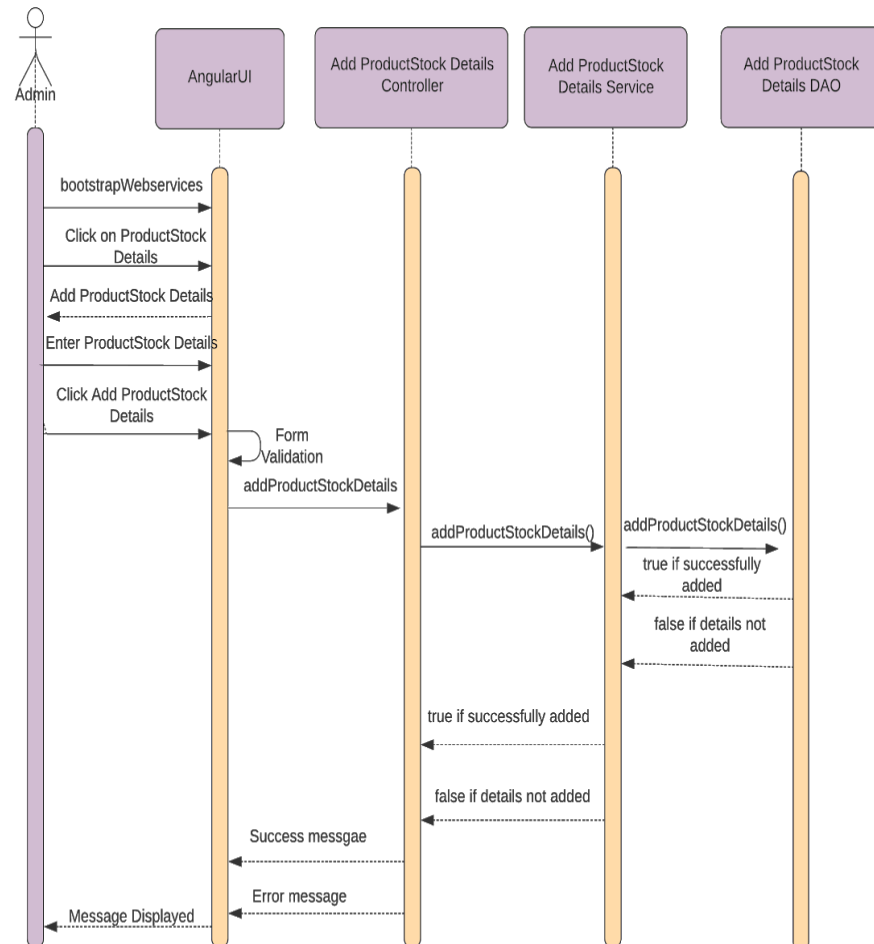 Admin
AngularUI
Add ProductStock Details
Controller
Add ProductStock
Details Service
Add ProductStock
Details DAO
bootstrapWebservices
Click on ProductStock
Details
Add ProductStock Details
Enter ProductStock Details
Click Add ProductStock
Details
Form
Validation
addProductStockDetails
addProductStockDetails()
addProductStockDetails()
true if successfully
added
false if details not
added
true if successfully added
false if details not added
Success messgae
Error message
Message Displayed